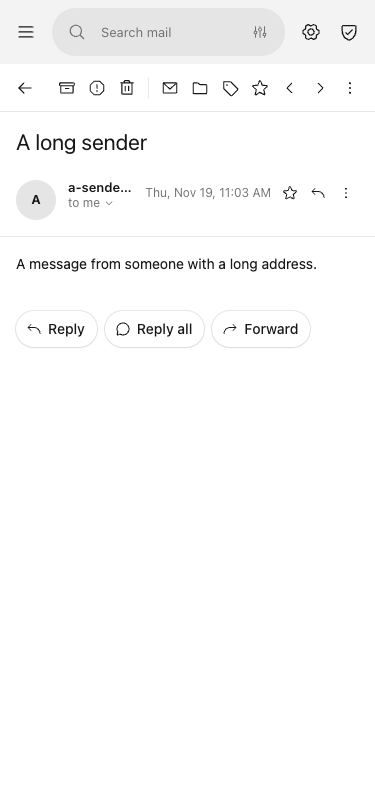 Search mail
A long sender
A
a-sende...
Thu, Nov 19, 11:03 AM
to me
A message from someone with a long address.
Reply
Reply all
Forward